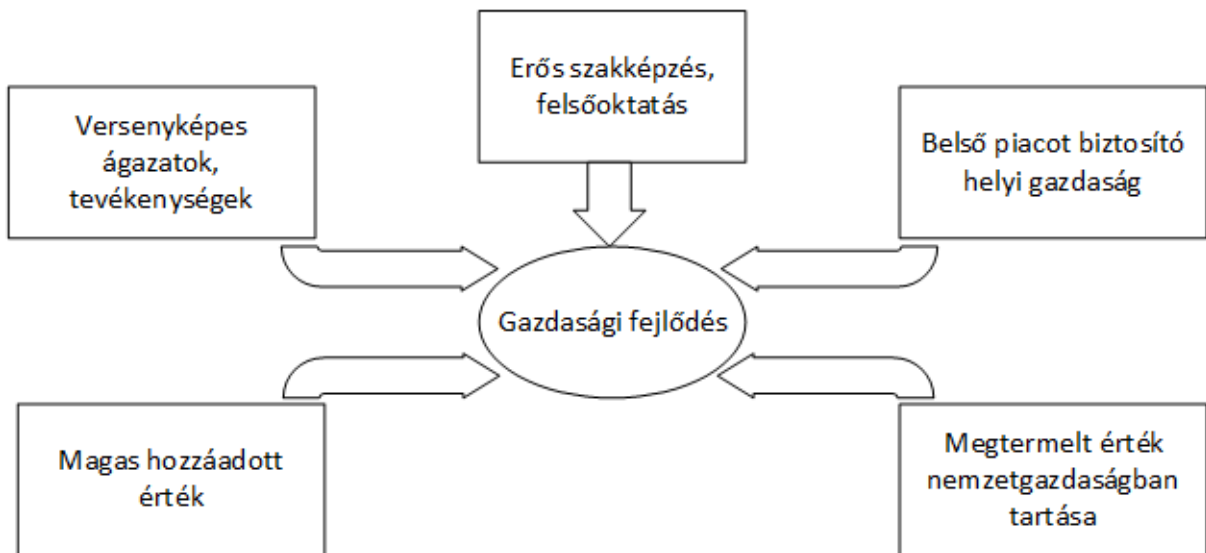 Erős szakképzés,
felsőoktatás
Versenyképes
ágazatok,
tevékenységek
Belső piacot biztosító
helyi gazdaság
Gazdasági fejlődés
Magas hozzáadott
érték
Megtermelt érték
nemzetgazdaságban
tartása